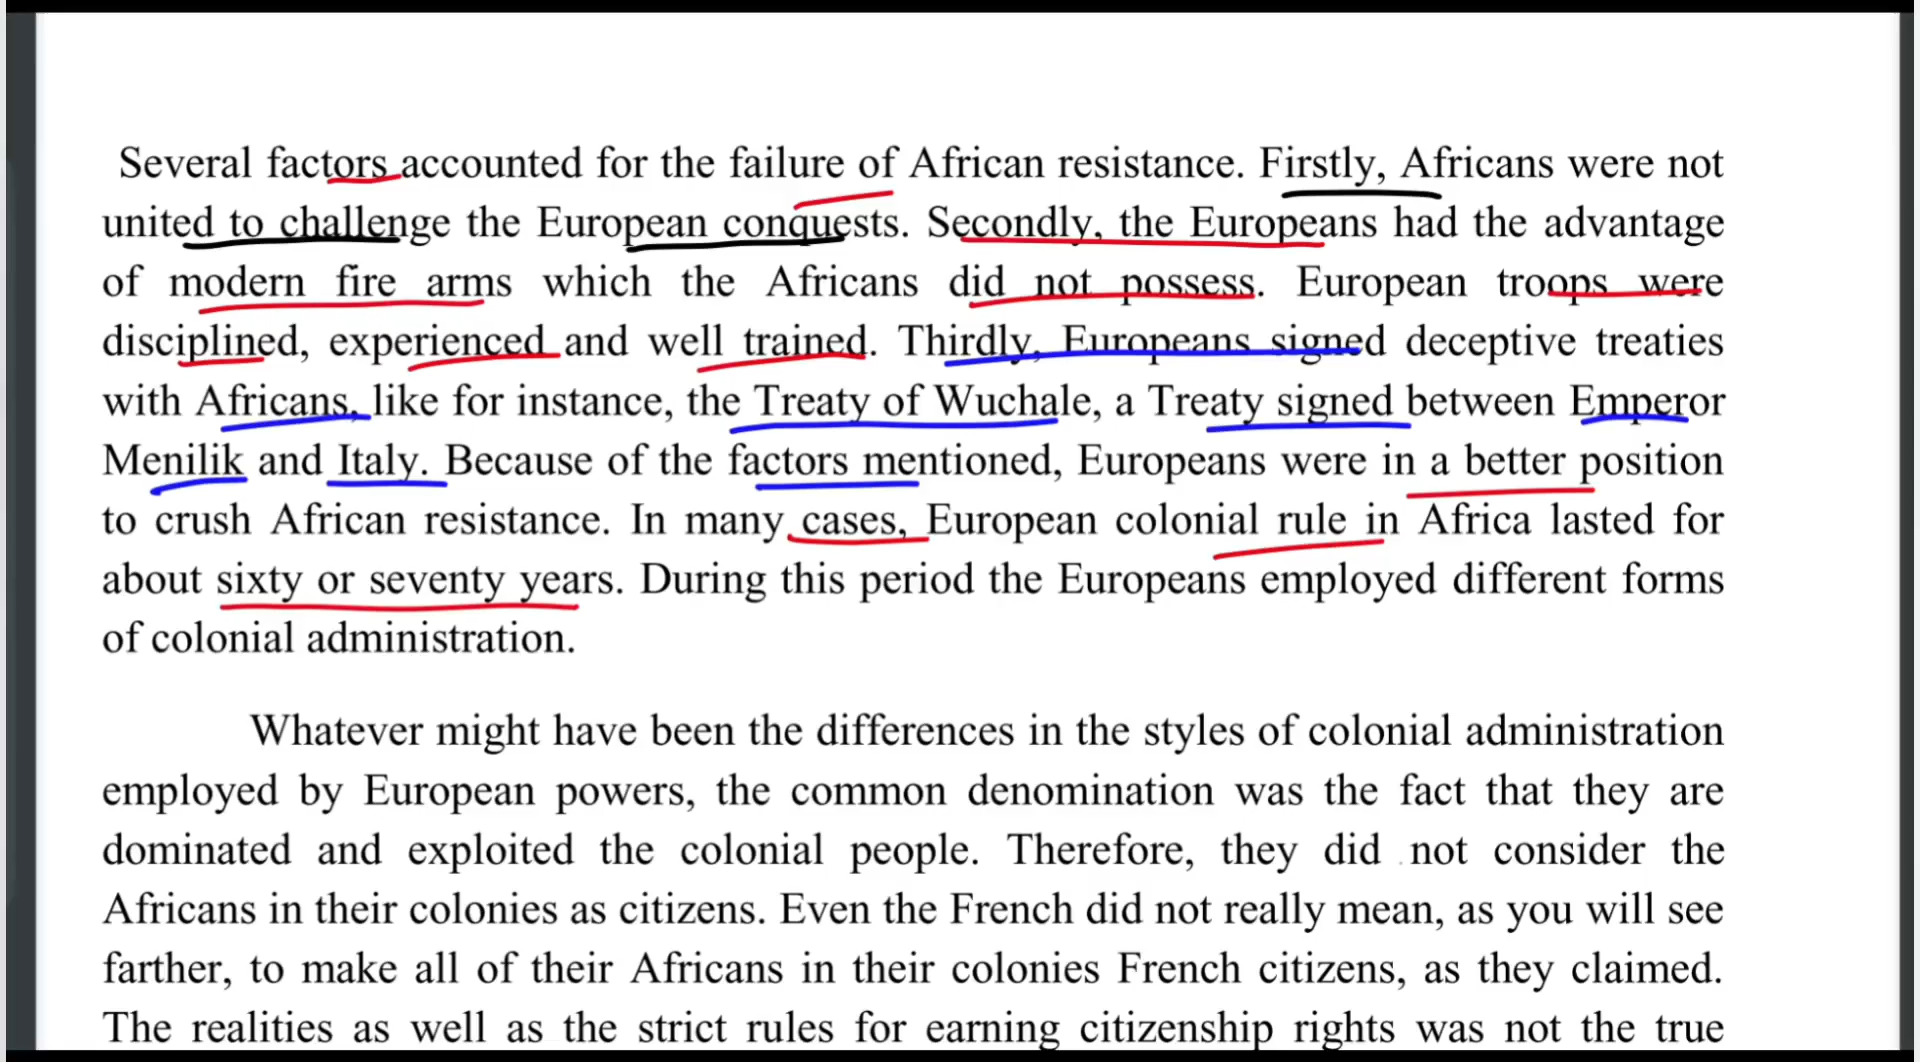 Several factors accounted for the failure of African resistance. Firstly, Africans were not
united to challenge the European conquests. Secondly, the Europeans had the advantage
of modern fire arms which the Africans did not possess. European troops were
disciplined, experienced and well trained. Thirdly, Europeans signed deceptive treaties
with Africans, like for instance, the Treaty of Wuchale, a Treaty signed between Emperor
Menilik and Italy. Because of the factors mentioned, Europeans were in a better position
to crush African resistance. In many cases, European colonial rule in Africa lasted for
about sixty or seventy years. During this period the Europeans employed different forms
of colonial administration.
Whatever might have been the differences in the styles of colonial administration
employed by European powers, the common denomination was the fact that they are
dominated and exploited the colonial people. Therefore, they did not consider the
Africans in their colonies as citizens. Even the French did not really mean, as you will see
farther, to make all of their Africans in their colonies French citizens, as they claimed.
The realities as well as the strict rules for earning citizenship rights was not the true